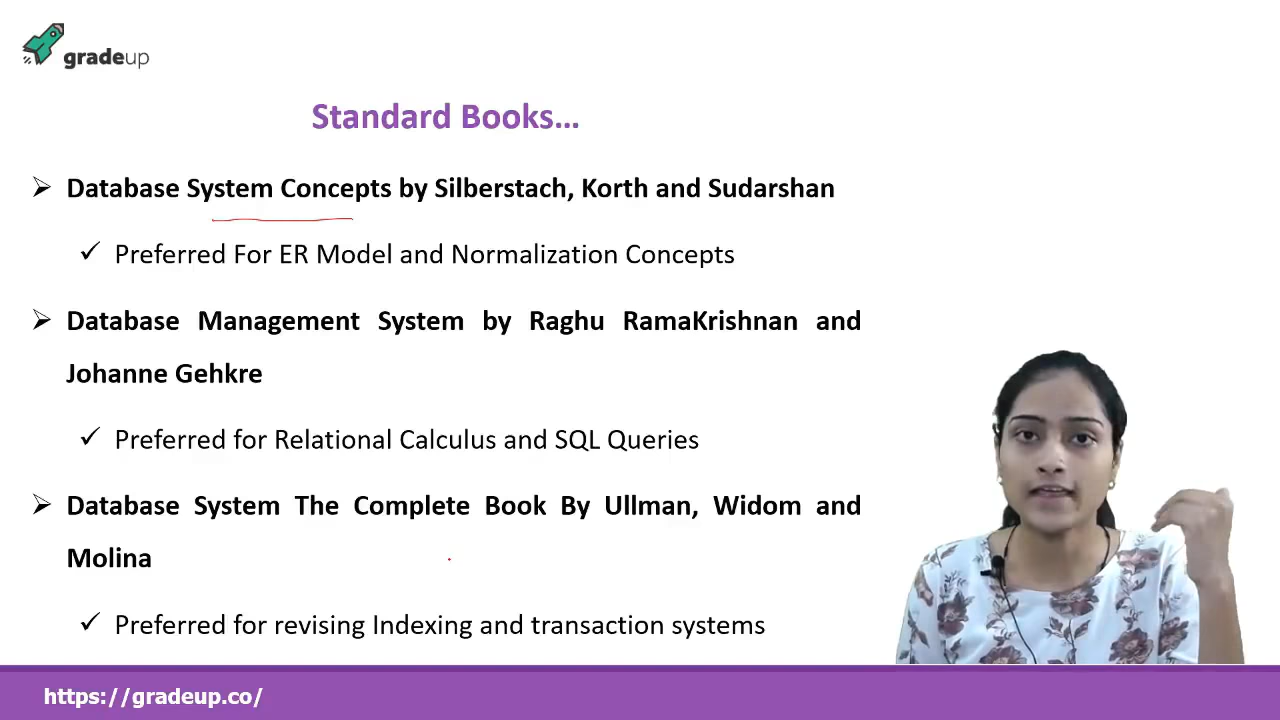 gradeup
Standard Books...
Database System Concepts by Silberstach, Korth and Sudarshan
Preferred For ER Model and Normalization Concepts
Database Management System by Raghu RamaKrishnan and
Johanne Gehkre
Preferred for Relational Calculus and SQL Queries
Database System The Complete Book By Ullman, Widom and
Molina
Preferred for revising Indexing and transaction systems
https://gradeup.co/